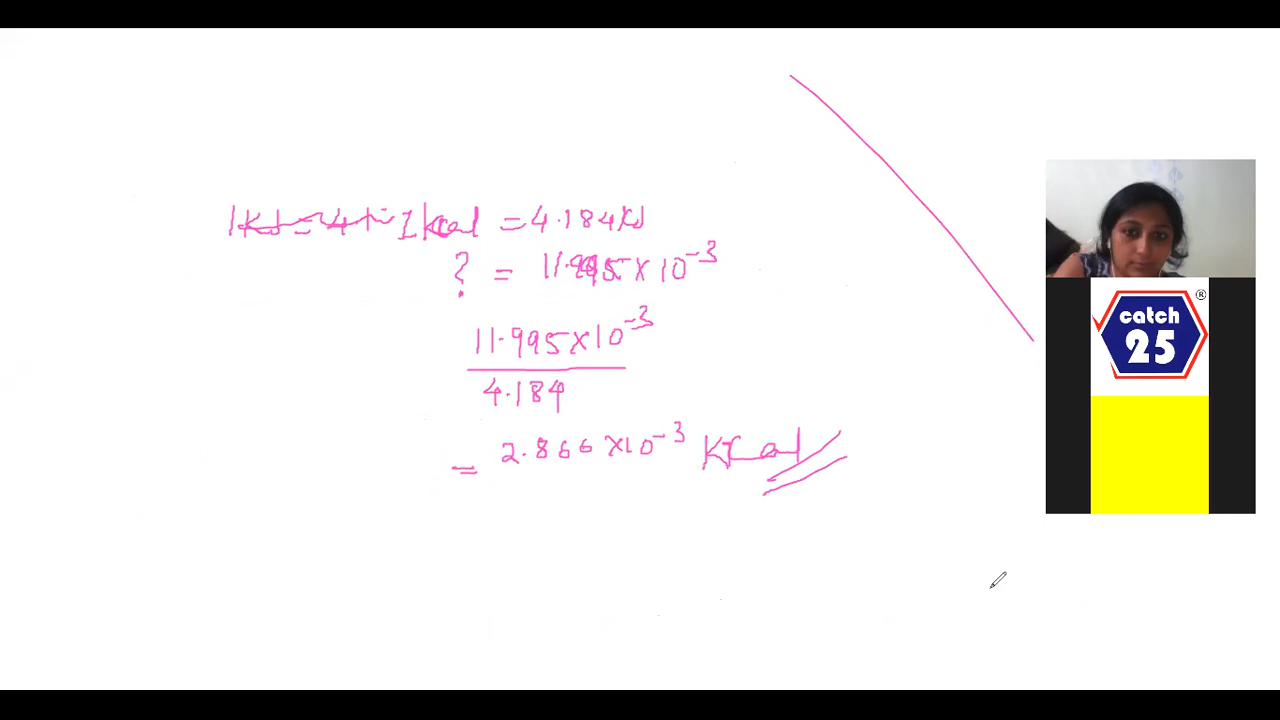 1 kcal = 4.184 KJ
? = 11.995 × 10⁻³
11.995 × 10⁻³
4.184
= 2.866 × 10⁻³ Kcal
catch
25
®